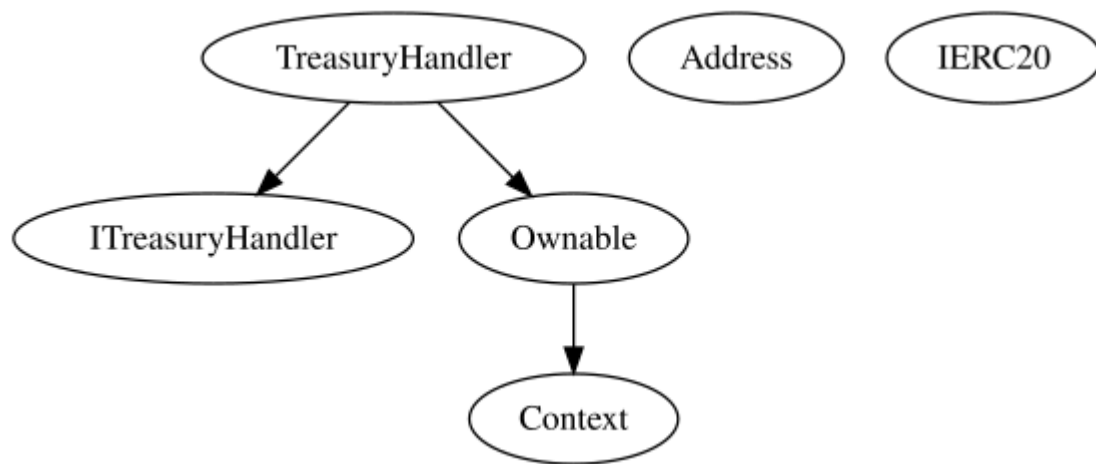 TreasuryHandler
Address
IERC20
ITreasuryHandler
Ownable
Context